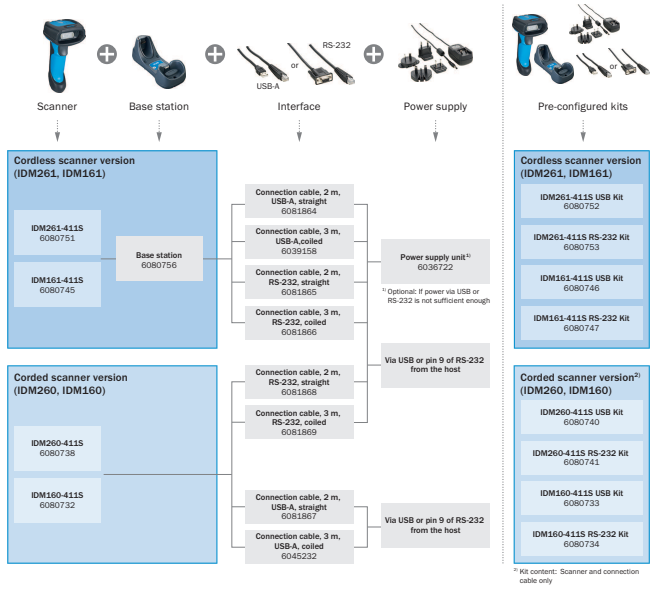 RS-232
or
USB-A
or
Scanner
Base station
Interface
Power supply
Pre-configured kits
Cordless scanner version
(IDM261, IDM161)
IDM261-411S
6080751
IDM161-411S
6080745
Base station
6080756
Connection cable, 2 m,
USB-A, straight
6081864
Connection cable, 3 m,
USB-A,coiled
6039158
Connection cable, 2 m,
RS-232, straight
6081865
Connection cable, 3 m,
RS-232, coiled
6081866
Power supply unit¹⁾
6036722
¹⁾ Optional: If power via USB or
RS-232 is not sufficient enough
Via USB or pin 9 of RS-232
from the host
Corded scanner version
(IDM260, IDM160)
IDM260-411S
6080738
IDM160-411S
6080732
Connection cable, 2 m,
RS-232, straight
6081868
Connection cable, 3 m,
RS-232, coiled
6081869
Connection cable, 2 m,
USB-A, straight
6081867
Connection cable, 3 m,
USB-A, coiled
6045232
Via USB or pin 9 of RS-232
from the host
Cordless scanner version
(IDM261, IDM161)
IDM261-411S USB Kit
6080752
IDM261-411S RS-232 Kit
6080753
IDM161-411S USB Kit
6080746
IDM161-411S RS-232 Kit
6080747
Corded scanner version²⁾
(IDM260, IDM160)
IDM260-411S USB Kit
6080740
IDM260-411S RS-232 Kit
6080741
IDM160-411S USB Kit
6080733
IDM160-411S RS-232 Kit
6080734
²⁾ Kit content: Scanner and connection
cable only